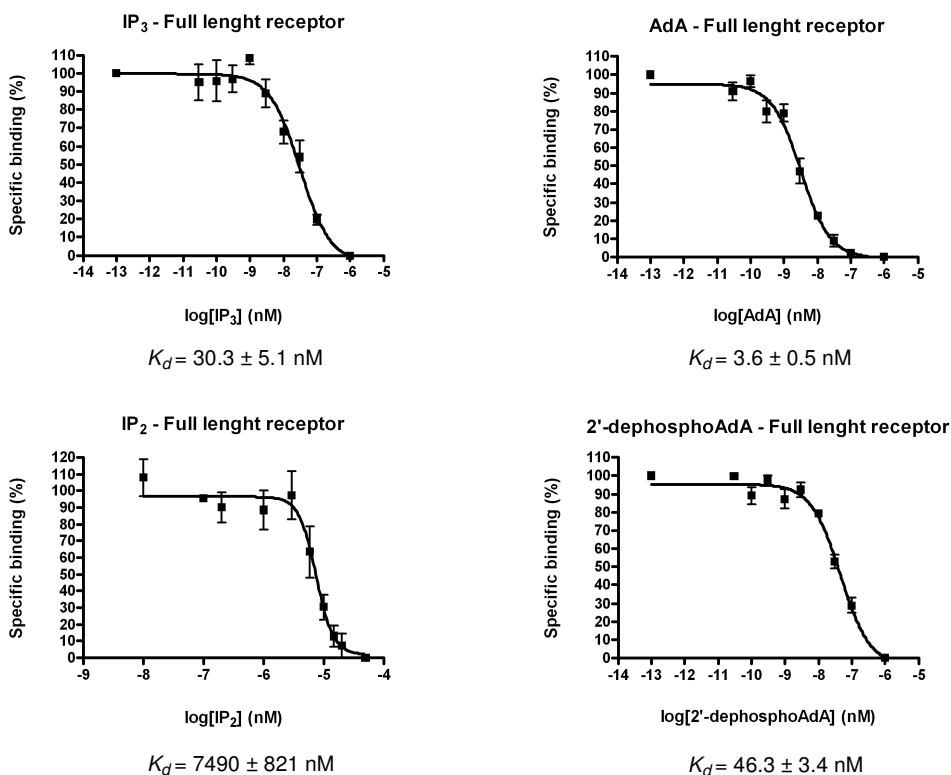 IP3 - Full lenght receptor
110
100
90
80
70
60
50
40
30
20
10
0
Specific binding (%)
-14 -13 -12 -11 -10 -9 -8 -7 -6 -5
log[IP3] (nM)
Kd = 30.3 ± 5.1 nM
AdA - Full lenght receptor
110
100
90
80
70
60
50
40
30
20
10
0
Specific binding (%)
-14 -13 -12 -11 -10 -9 -8 -7 -6 -5
log[AdA] (nM)
Kd = 3.6 ± 0.5 nM
IP2 - Full lenght receptor
120
110
100
90
80
70
60
50
40
30
20
10
0
Specific binding (%)
-9 -8 -7 -6 -5 -4
log[IP2] (nM)
Kd = 7490 ± 821 nM
2'-dephosphoAdA - Full lenght receptor
110
100
90
80
70
60
50
40
30
20
10
0
Specific binding (%)
-14 -13 -12 -11 -10 -9 -8 -7 -6 -5
log[2'-dephosphoAdA] (nM)
Kd = 46.3 ± 3.4 nM